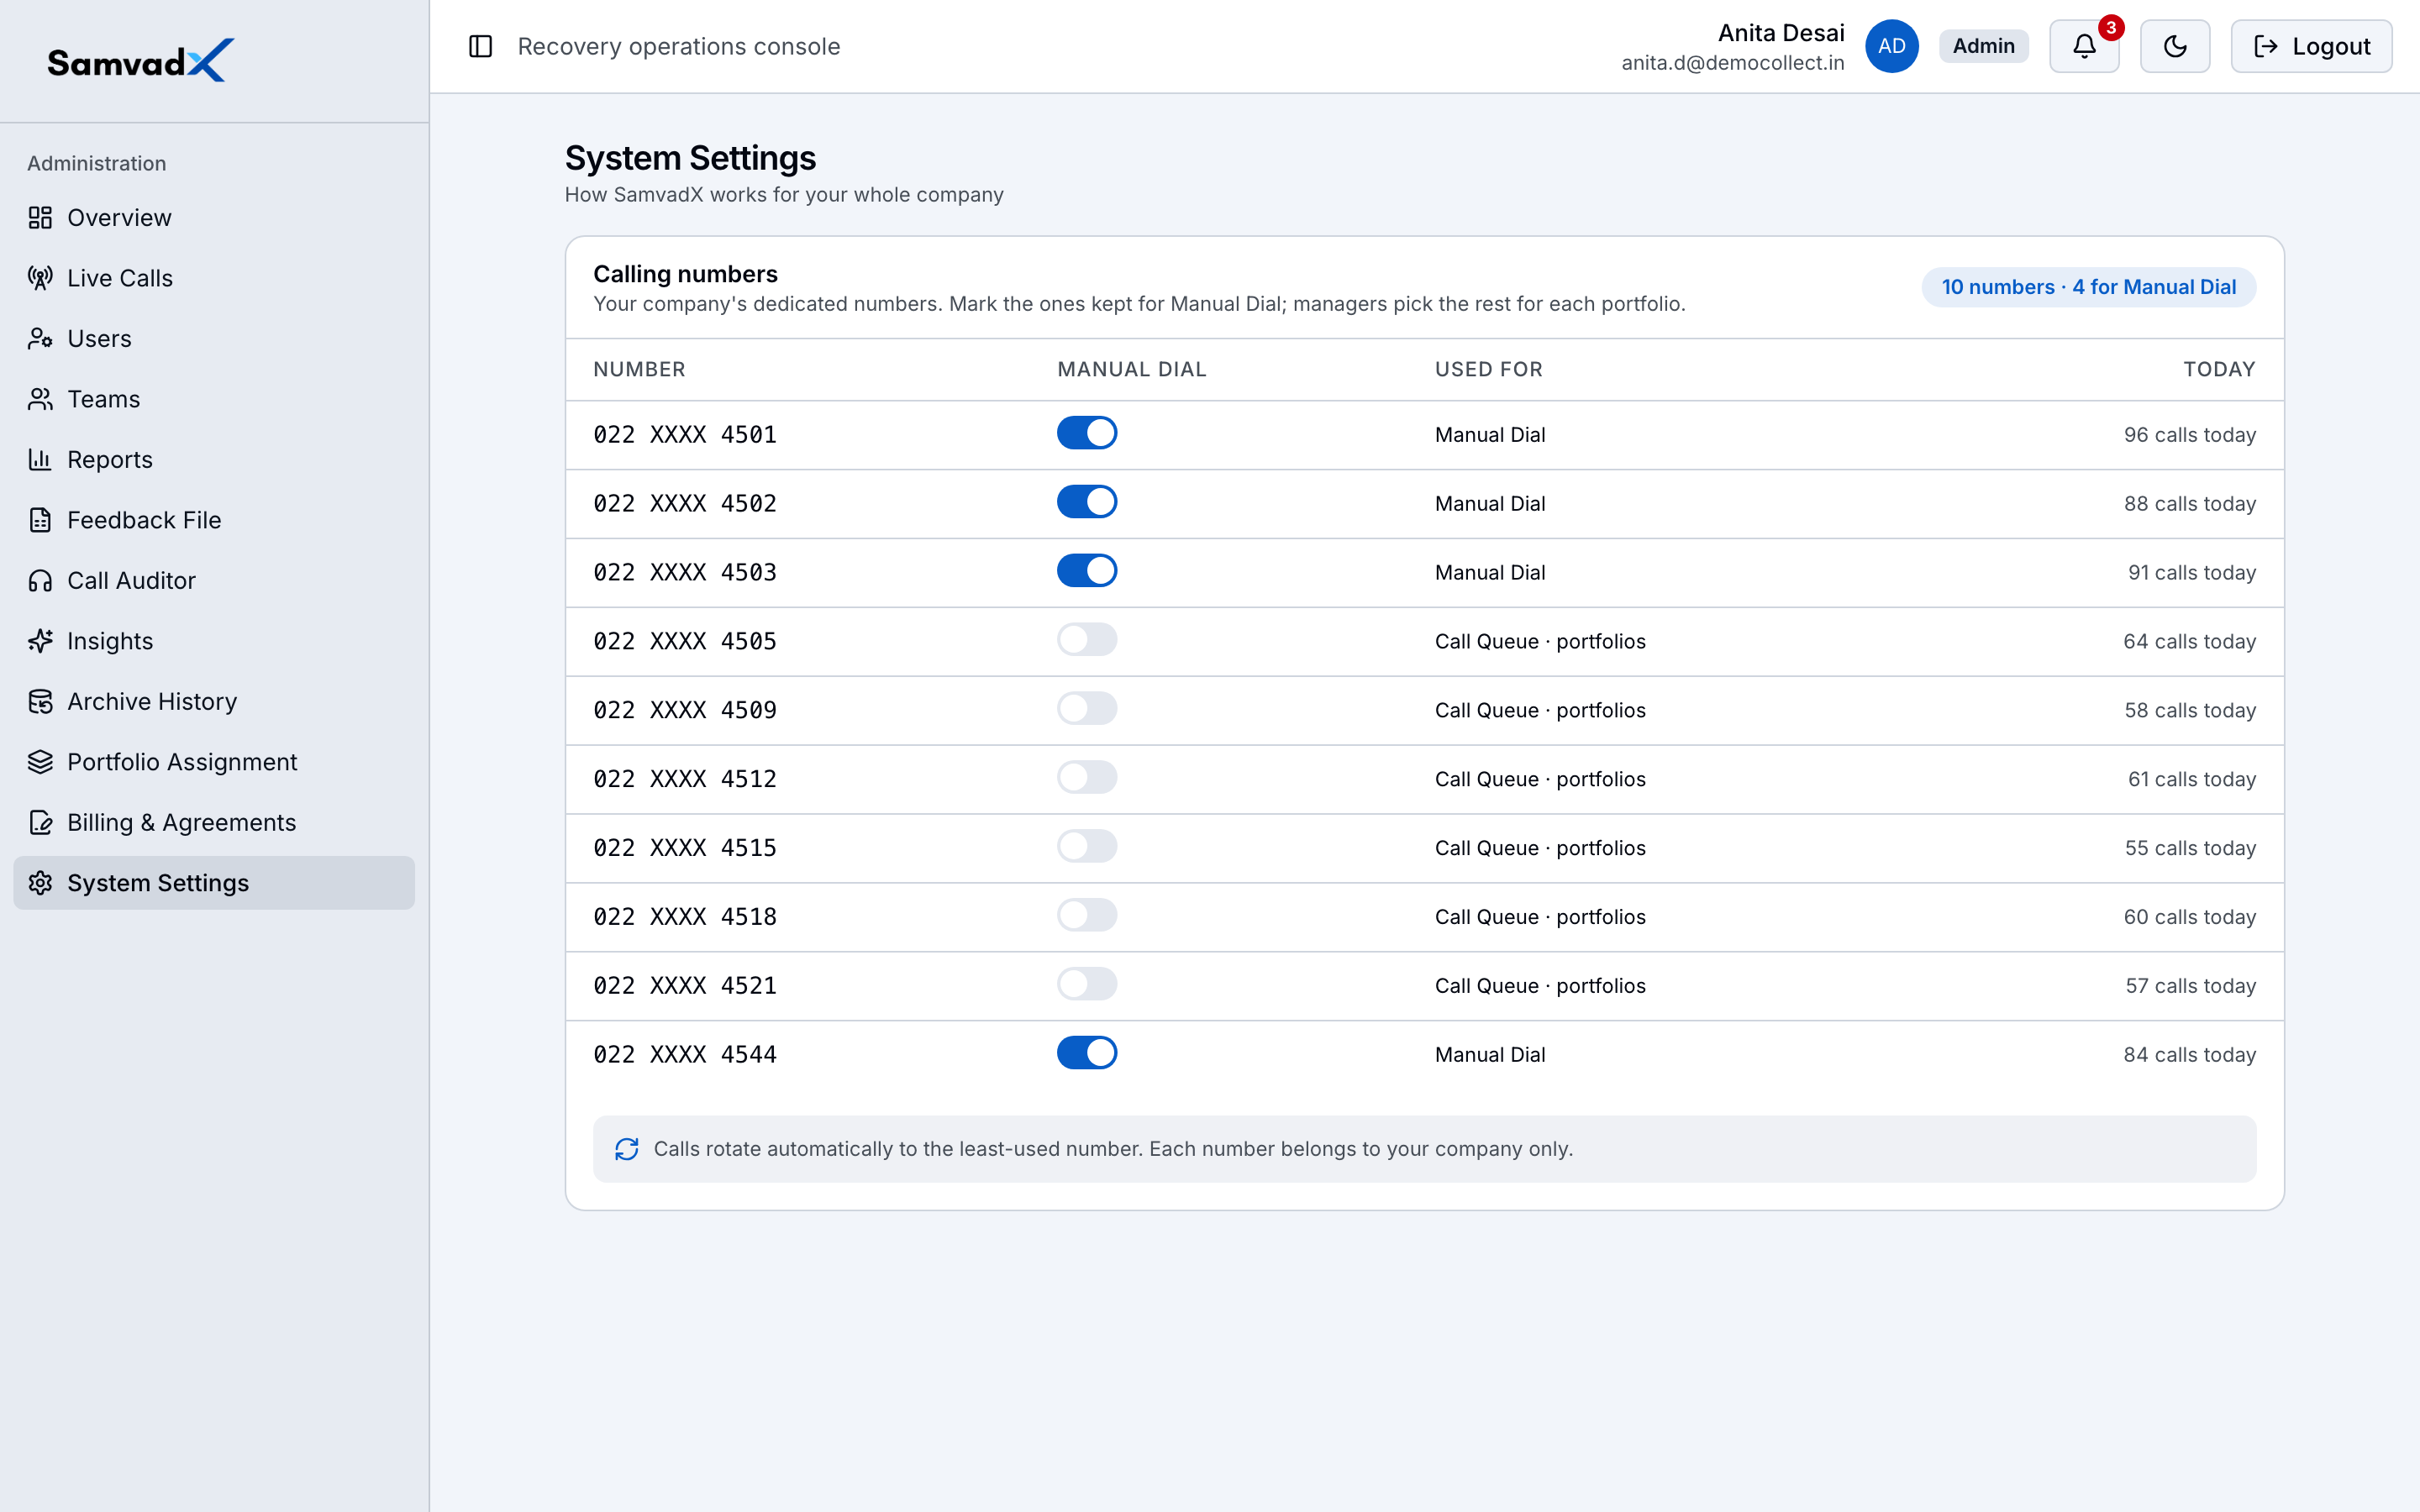 SamvadX
Recovery operations console
Anita Desai
anita.d@democollect.in
AD
Admin
3
Logout
Administration
Overview
Live Calls
Users
Teams
Reports
Feedback File
Call Auditor
Insights
Archive History
Portfolio Assignment
Billing & Agreements
System Settings
System Settings
How SamvadX works for your whole company
Calling numbers
Your company's dedicated numbers. Mark the ones kept for Manual Dial; managers pick the rest for each portfolio.
10 numbers · 4 for Manual Dial
NUMBER MANUAL DIAL USED FOR TODAY
022 XXXX 4501 Manual Dial 96 calls today
022 XXXX 4502 Manual Dial 88 calls today
022 XXXX 4503 Manual Dial 91 calls today
022 XXXX 4505 Call Queue · portfolios 64 calls today
022 XXXX 4509 Call Queue · portfolios 58 calls today
022 XXXX 4512 Call Queue · portfolios 61 calls today
022 XXXX 4515 Call Queue · portfolios 55 calls today
022 XXXX 4518 Call Queue · portfolios 60 calls today
022 XXXX 4521 Call Queue · portfolios 57 calls today
022 XXXX 4544 Manual Dial 84 calls today
Calls rotate automatically to the least-used number. Each number belongs to your company only.